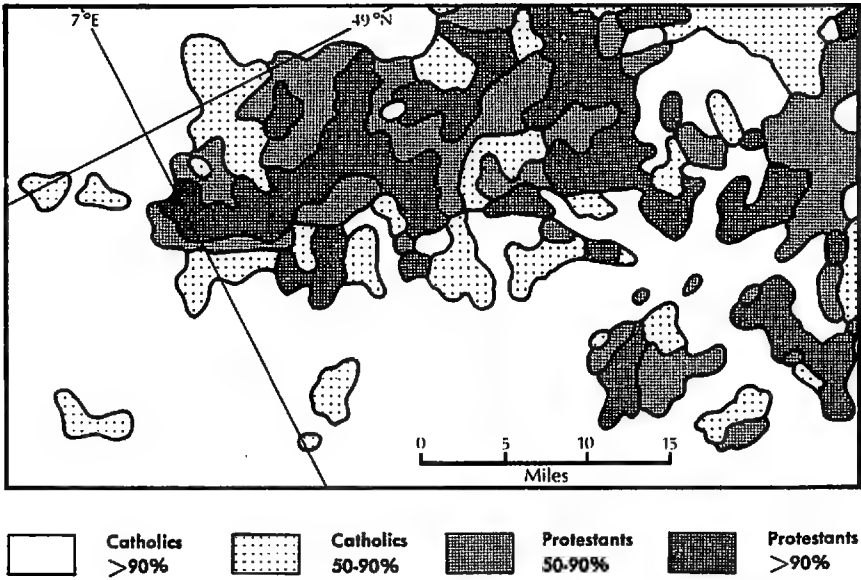 7°E
49°N
0 5 10 15
Miles
Catholics >90%
Catholics 50-90%
Protestants 50-90%
Protestants >90%